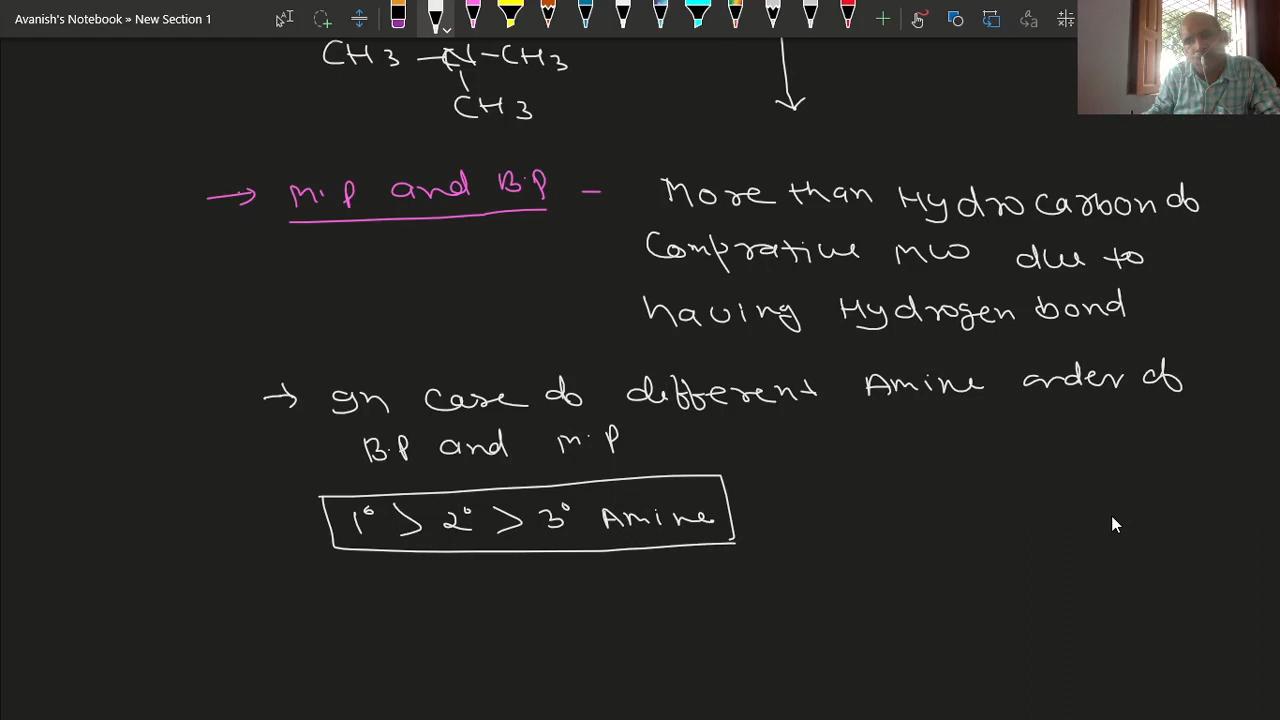 Avanish's Notebook » New Section 1
CH3 — N — CH3
CH3
→ M.P and B.P – More than Hydrocarbon of
Comprative MW due to
having Hydrogen bond
→ In case of different Amine order of
B.P and M.P
1° > 2° > 3° Amine